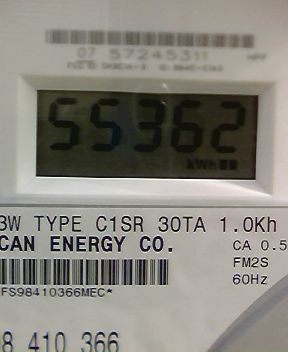 07 57245311
55362
kWh
3W TYPE C1SR 30TA 1.0Kh
CAN ENERGY CO.
CA 0.5
FM2S
60Hz
FS98410366MEC*
8 410 366